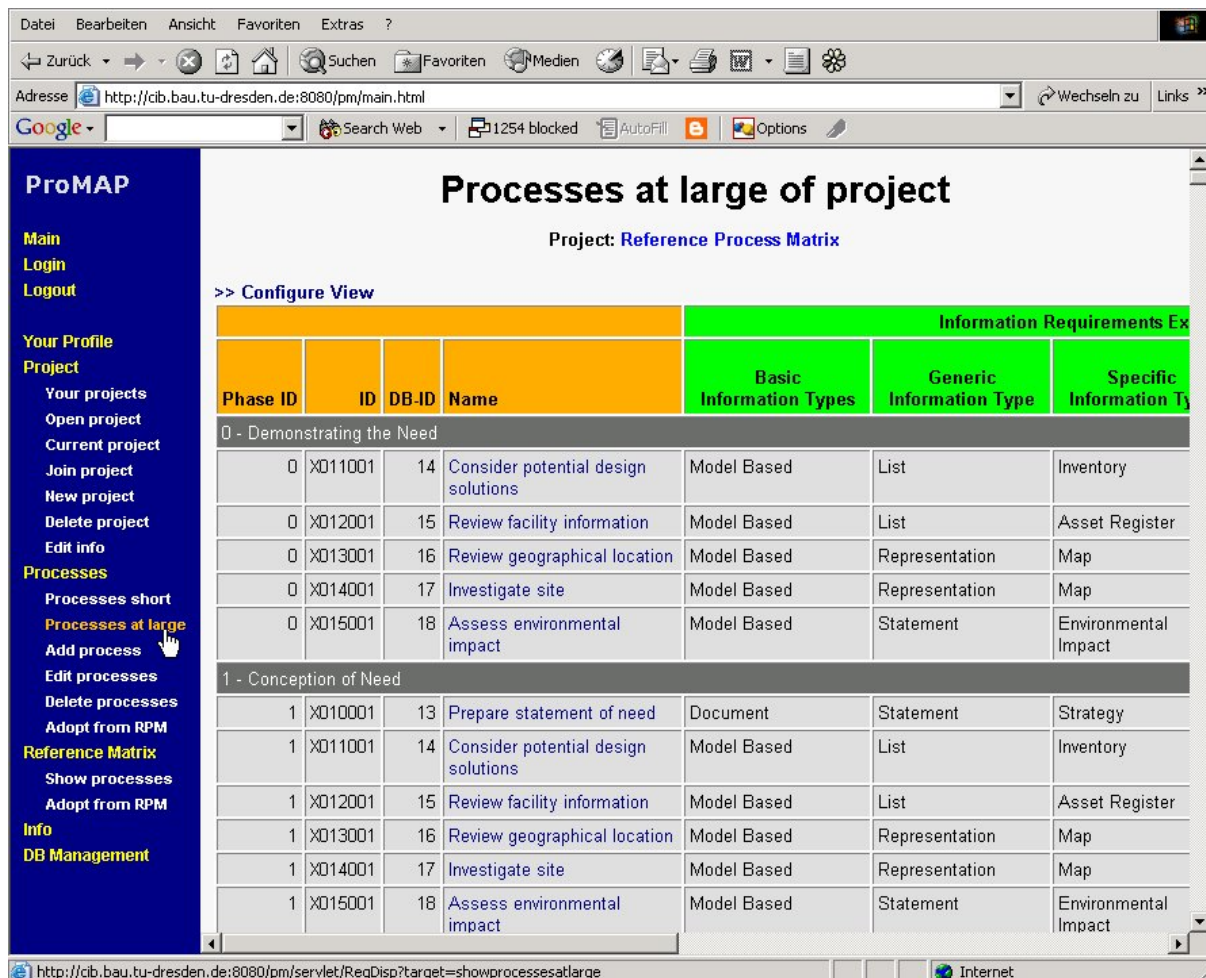 Datei Bearbeiten Ansicht Favoriten Extras ?
Zurück Suchen Favoriten Medien
Adresse http://cib.bau.tu-dresden.de:8080/pm/main.html Wechseln zu Links »
Google Search Web 1254 blocked AutoFill Options
ProMAP
Main
Login
Logout
Your Profile
Project
Your projects
Open project
Current project
Join project
New project
Delete project
Edit info
Processes
Processes short
Processes at large
Add process
Edit processes
Delete processes
Adopt from RPM
Reference Matrix
Show processes
Adopt from RPM
Info
DB Management
Processes at large of project
Project: Reference Process Matrix
>> Configure View
Information Requirements Ex
Phase ID ID DB-ID Name Basic Information Types Generic Information Type Specific Information Ty
0 - Demonstrating the Need
0 X011001 14 Consider potential design solutions Model Based List Inventory
0 X012001 15 Review facility information Model Based List Asset Register
0 X013001 16 Review geographical location Model Based Representation Map
0 X014001 17 Investigate site Model Based Representation Map
0 X015001 18 Assess environmental impact Model Based Statement Environmental Impact
1 - Conception of Need
1 X010001 13 Prepare statement of need Document Statement Strategy
1 X011001 14 Consider potential design solutions Model Based List Inventory
1 X012001 15 Review facility information Model Based List Asset Register
1 X013001 16 Review geographical location Model Based Representation Map
1 X014001 17 Investigate site Model Based Representation Map
1 X015001 18 Assess environmental impact Model Based Statement Environmental Impact
http://cib.bau.tu-dresden.de:8080/pm/servlet/ReqDisp?target=showprocessesatlarge Internet